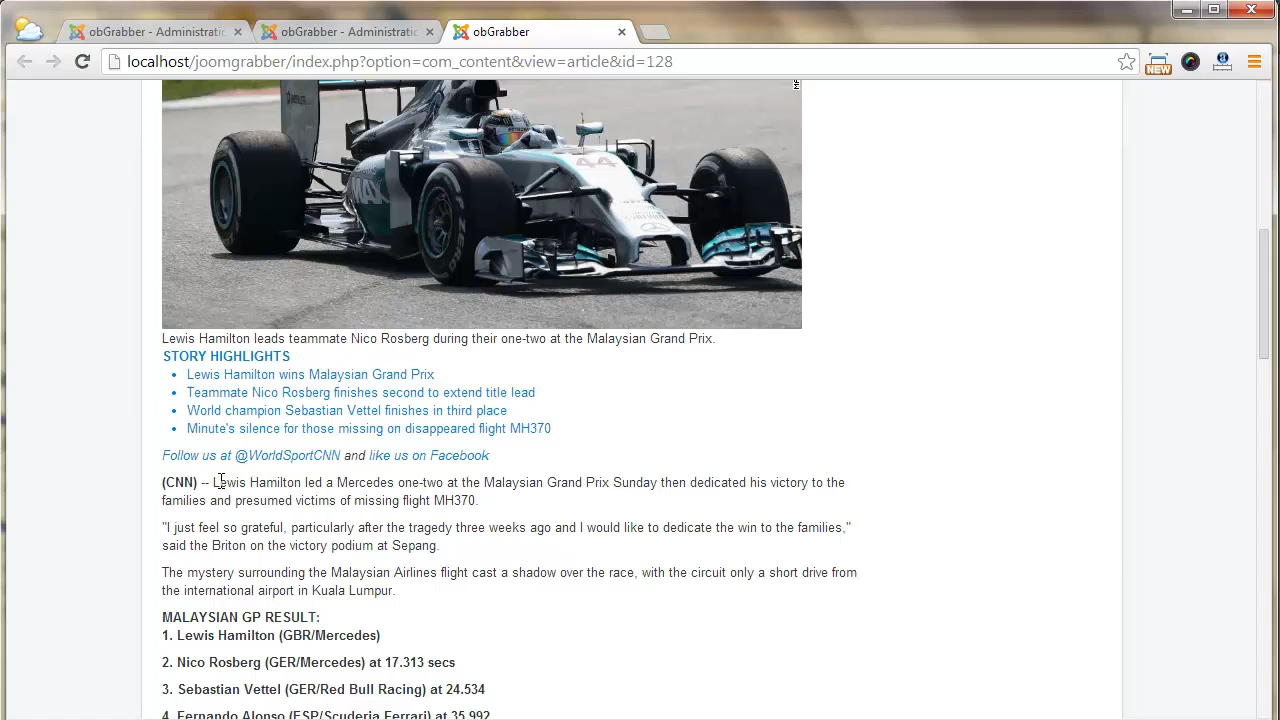 obGrabber - Administratic
obGrabber - Administratic
obGrabber
localhost/joomgrabber/index.php?option=com_content&view=article&id=128
NEW
44
Lewis Hamilton leads teammate Nico Rosberg during their one-two at the Malaysian Grand Prix.
STORY HIGHLIGHTS
• Lewis Hamilton wins Malaysian Grand Prix
• Teammate Nico Rosberg finishes second to extend title lead
• World champion Sebastian Vettel finishes in third place
• Minute's silence for those missing on disappeared flight MH370
Follow us at @WorldSportCNN and like us on Facebook
(CNN) -- Lewis Hamilton led a Mercedes one-two at the Malaysian Grand Prix Sunday then dedicated his victory to the
families and presumed victims of missing flight MH370.
"I just feel so grateful, particularly after the tragedy three weeks ago and I would like to dedicate the win to the families,"
said the Briton on the victory podium at Sepang.
The mystery surrounding the Malaysian Airlines flight cast a shadow over the race, with the circuit only a short drive from
the international airport in Kuala Lumpur.
MALAYSIAN GP RESULT:
1. Lewis Hamilton (GBR/Mercedes)
2. Nico Rosberg (GER/Mercedes) at 17.313 secs
3. Sebastian Vettel (GER/Red Bull Racing) at 24.534
4. Fernando Alonso (ESP/Scuderia Ferrari) at 35.992